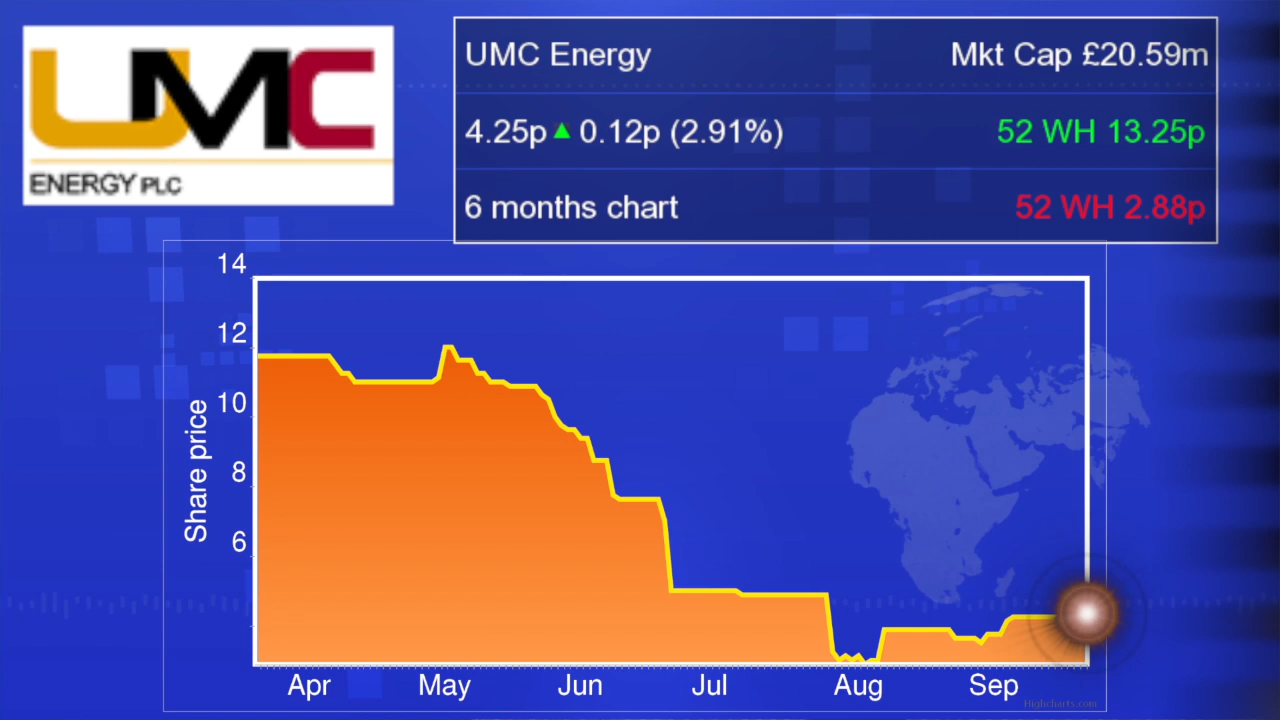 UMC
ENERGY PLC
UMC Energy Mkt Cap £20.59m
4.25p ▲ 0.12p (2.91%) 52 WH 13.25p
6 months chart 52 WH 2.88p
14
12
10
8
6
Share price
Apr May Jun Jul Aug Sep
Highcharts.com